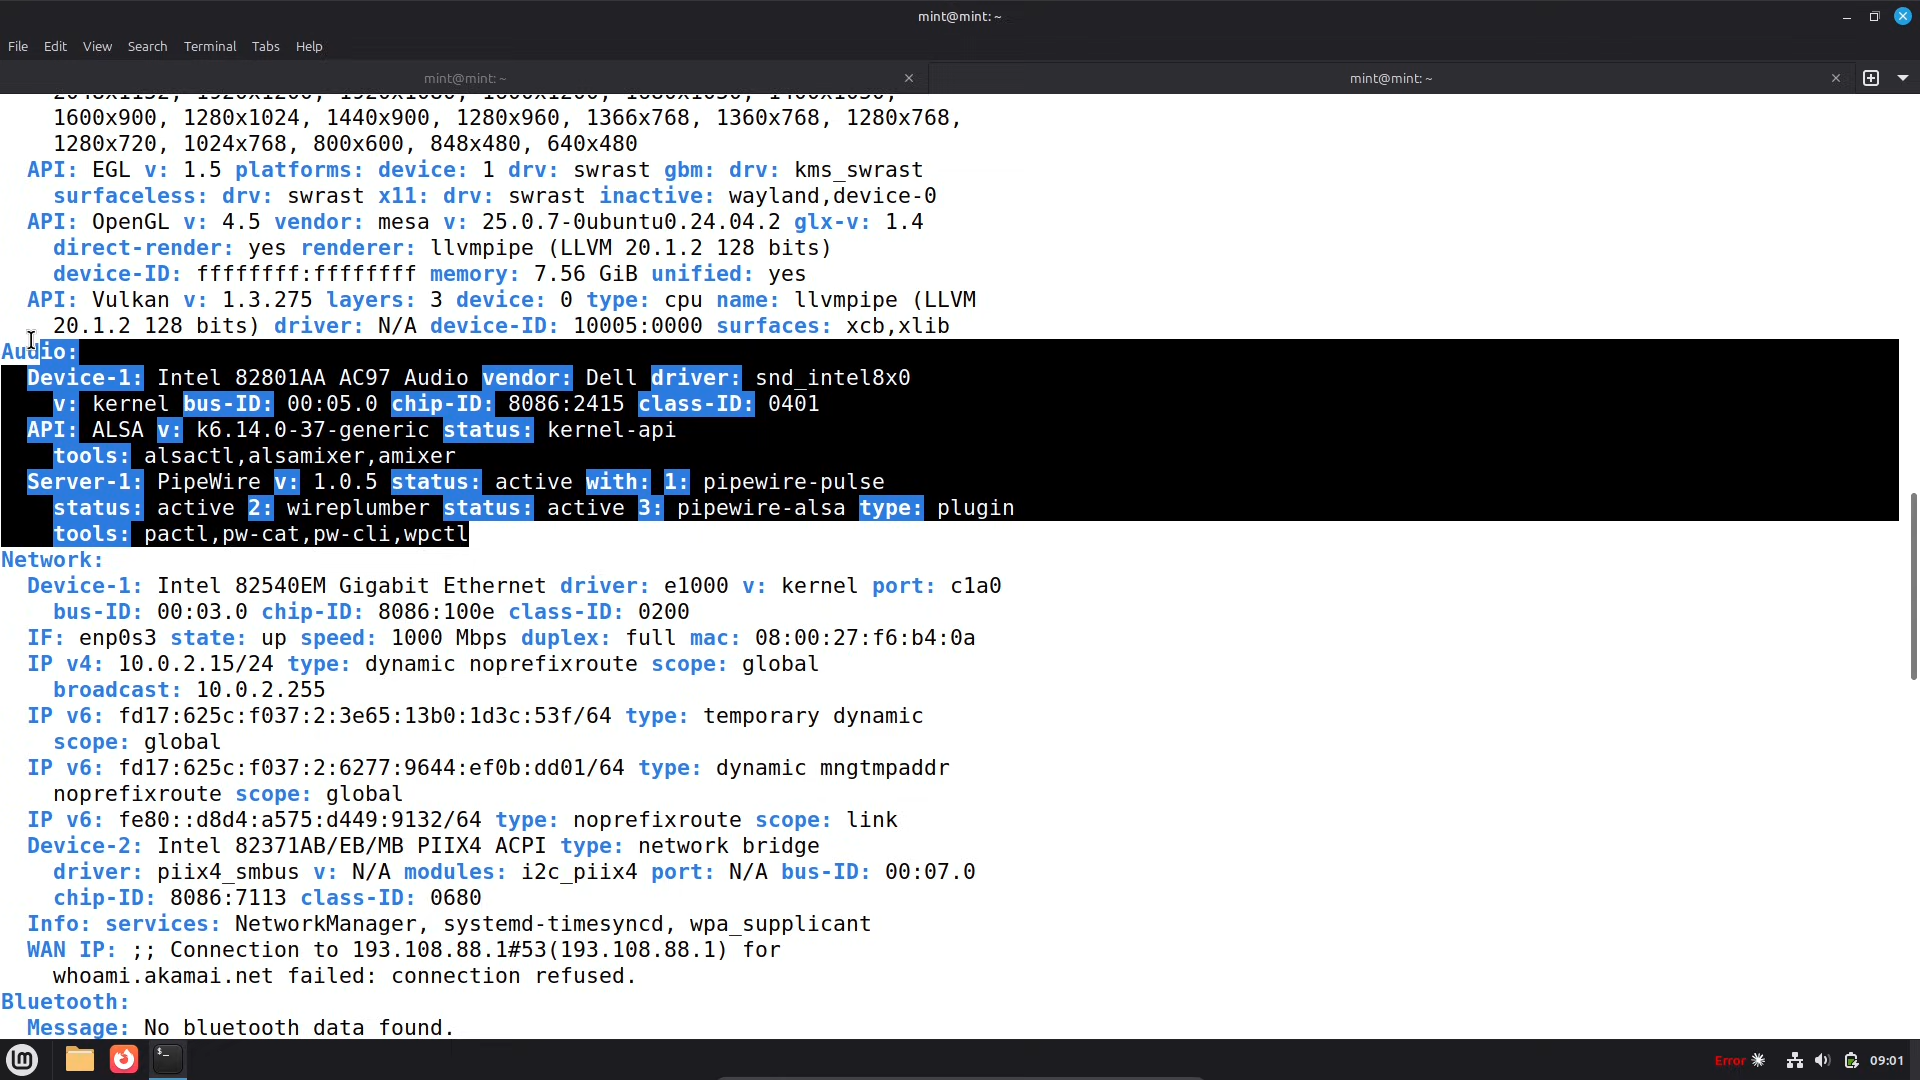 mint@mint: ~
File Edit View Search Terminal Tabs Help
mint@mint: ~ mint@mint: ~
2048x1152, 1920x1200, 1920x1080, 1600x1200, 1680x1050, 1400x1050,
1600x900, 1280x1024, 1440x900, 1280x960, 1366x768, 1360x768, 1280x768,
1280x720, 1024x768, 800x600, 848x480, 640x480
API: EGL v: 1.5 platforms: device: 1 drv: swrast gbm: drv: kms_swrast
surfaceless: drv: swrast x11: drv: swrast inactive: wayland,device-0
API: OpenGL v: 4.5 vendor: mesa v: 25.0.7-0ubuntu0.24.04.2 glx-v: 1.4
direct-render: yes renderer: llvmpipe (LLVM 20.1.2 128 bits)
device-ID: ffffffff:ffffffff memory: 7.56 GiB unified: yes
API: Vulkan v: 1.3.275 layers: 3 device: 0 type: cpu name: llvmpipe (LLVM
20.1.2 128 bits) driver: N/A device-ID: 10005:0000 surfaces: xcb,xlib
Audio:
Device-1: Intel 82801AA AC97 Audio vendor: Dell driver: snd_intel8x0
v: kernel bus-ID: 00:05.0 chip-ID: 8086:2415 class-ID: 0401
API: ALSA v: k6.14.0-37-generic status: kernel-api
tools: alsactl,alsamixer,amixer
Server-1: PipeWire v: 1.0.5 status: active with: 1: pipewire-pulse
status: active 2: wireplumber status: active 3: pipewire-alsa type: plugin
tools: pactl,pw-cat,pw-cli,wpctl
Network:
Device-1: Intel 82540EM Gigabit Ethernet driver: e1000 v: kernel port: c1a0
bus-ID: 00:03.0 chip-ID: 8086:100e class-ID: 0200
IF: enp0s3 state: up speed: 1000 Mbps duplex: full mac: 08:00:27:f6:b4:0a
IP v4: 10.0.2.15/24 type: dynamic noprefixroute scope: global
broadcast: 10.0.2.255
IP v6: fd17:625c:f037:2:3e65:13b0:1d3c:53f/64 type: temporary dynamic
scope: global
IP v6: fd17:625c:f037:2:6277:9644:ef0b:dd01/64 type: dynamic mngtmpaddr
noprefixroute scope: global
IP v6: fe80::d8d4:a575:d449:9132/64 type: noprefixroute scope: link
Device-2: Intel 82371AB/EB/MB PIIX4 ACPI type: network bridge
driver: piix4_smbus v: N/A modules: i2c_piix4 port: N/A bus-ID: 00:07.0
chip-ID: 8086:7113 class-ID: 0680
Info: services: NetworkManager, systemd-timesyncd, wpa_supplicant
WAN IP: ;; Connection to 193.108.88.1#53(193.108.88.1) for
whoami.akamai.net failed: connection refused.
Bluetooth:
Message: No bluetooth data found.
Error 09:01